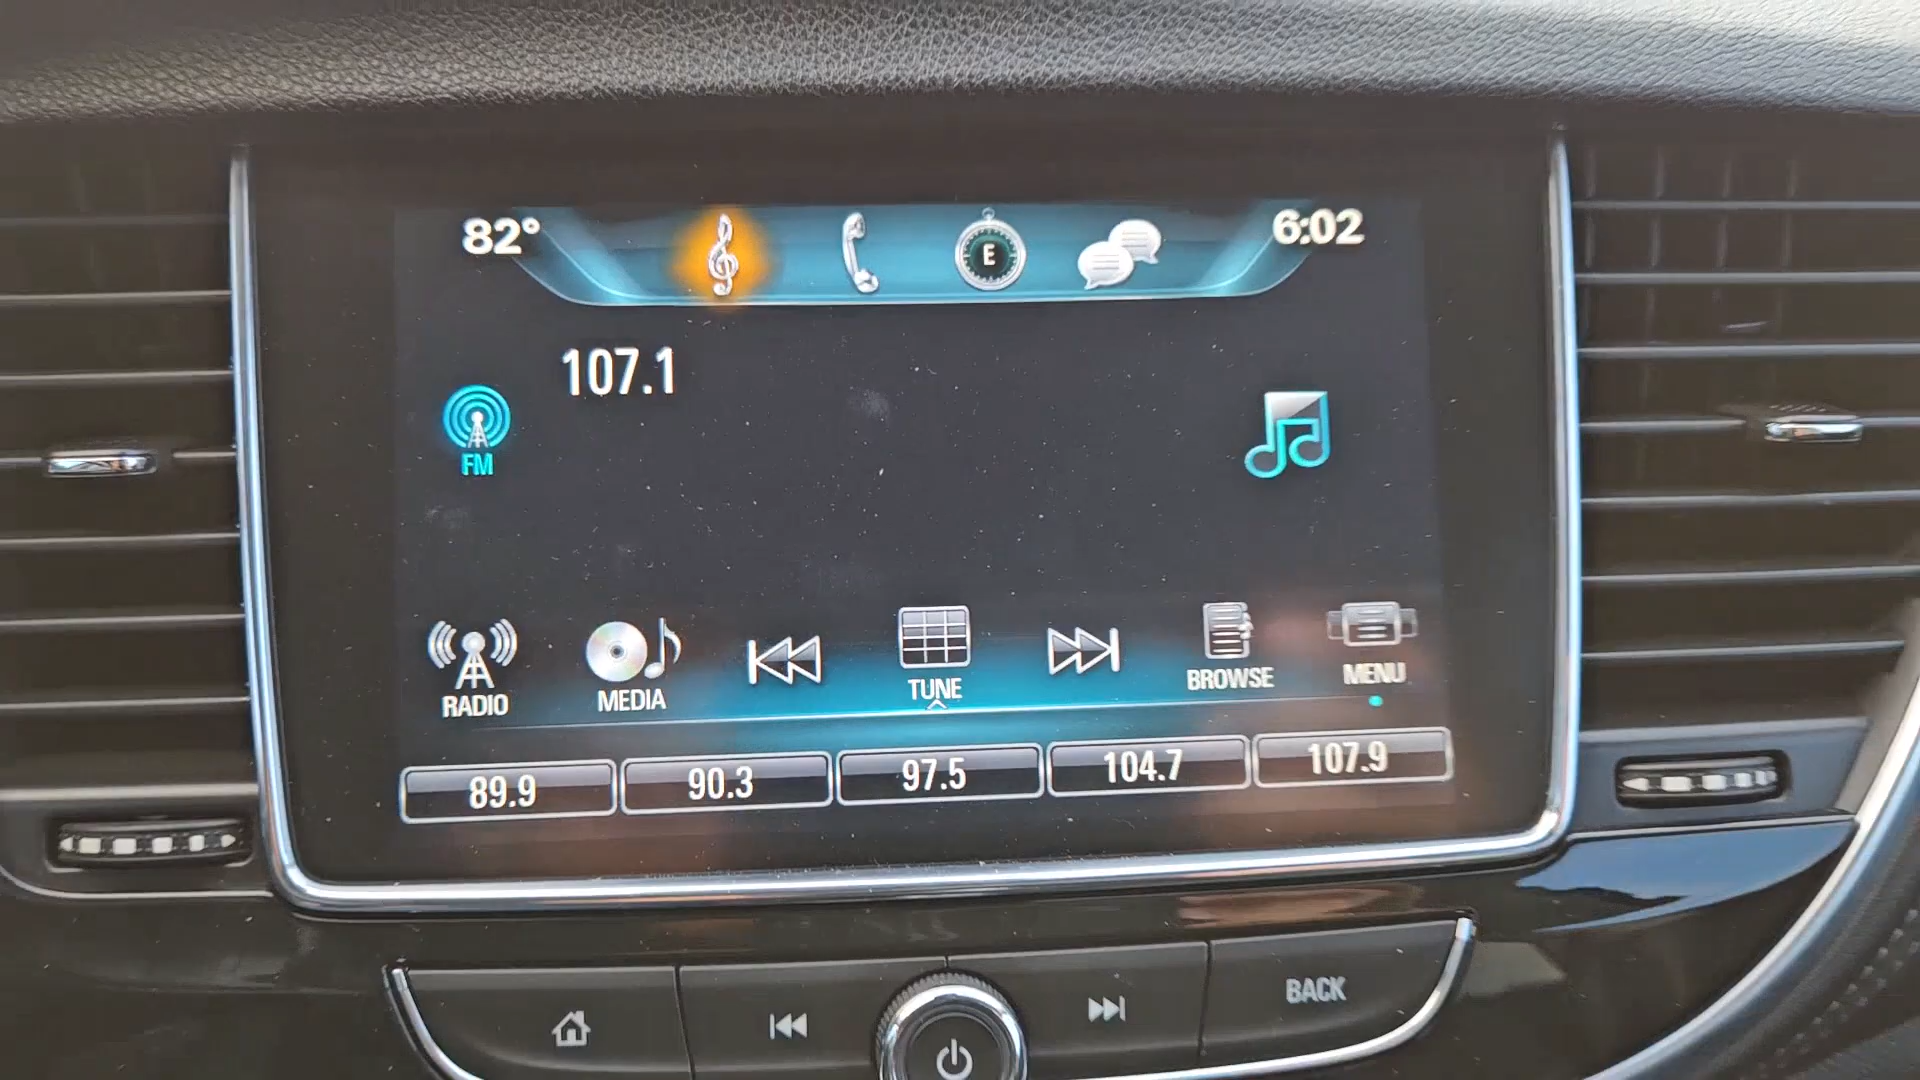 82° 6:02
E
107.1
FM
RADIO MEDIA TUNE BROWSE MENU
89.9 90.3 97.5 104.7 107.9
BACK